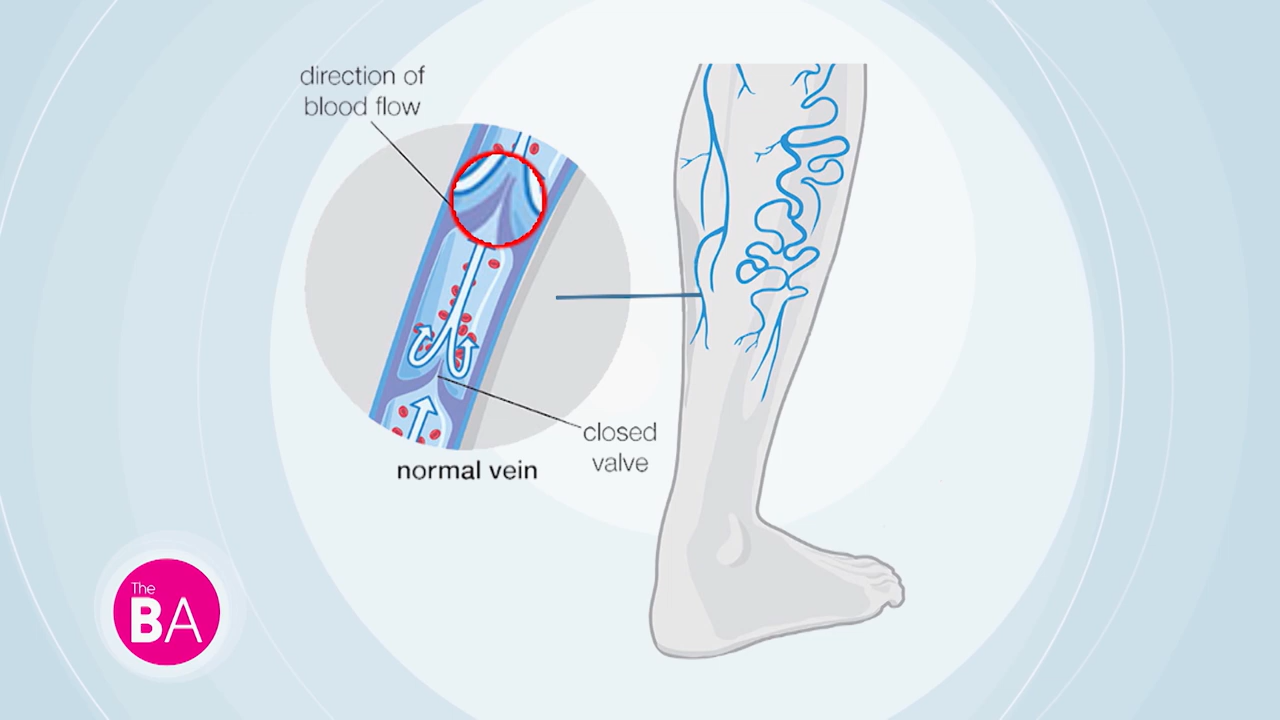 direction of
blood flow
closed
valve
normal vein
The
BA